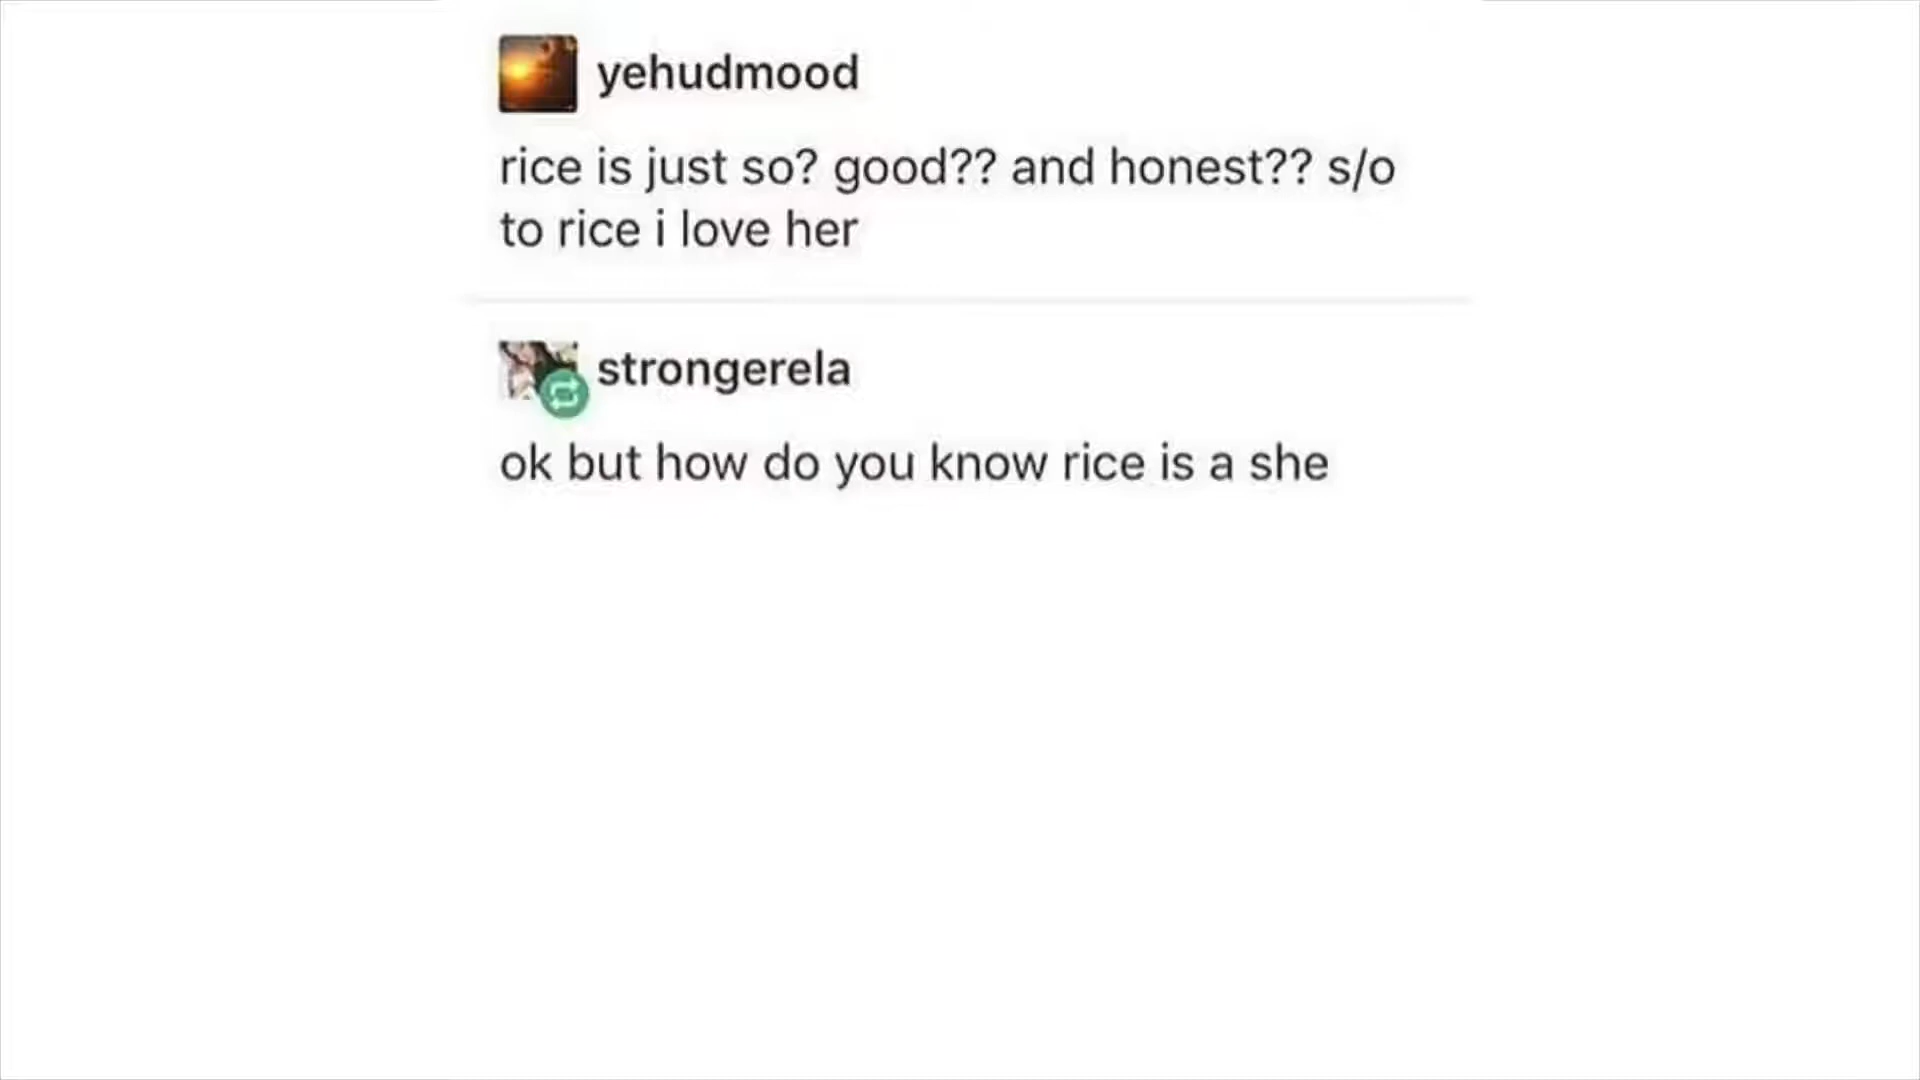 yehudmood
rice is just so? good?? and honest?? s/o
to rice i love her
strongerela
ok but how do you know rice is a she